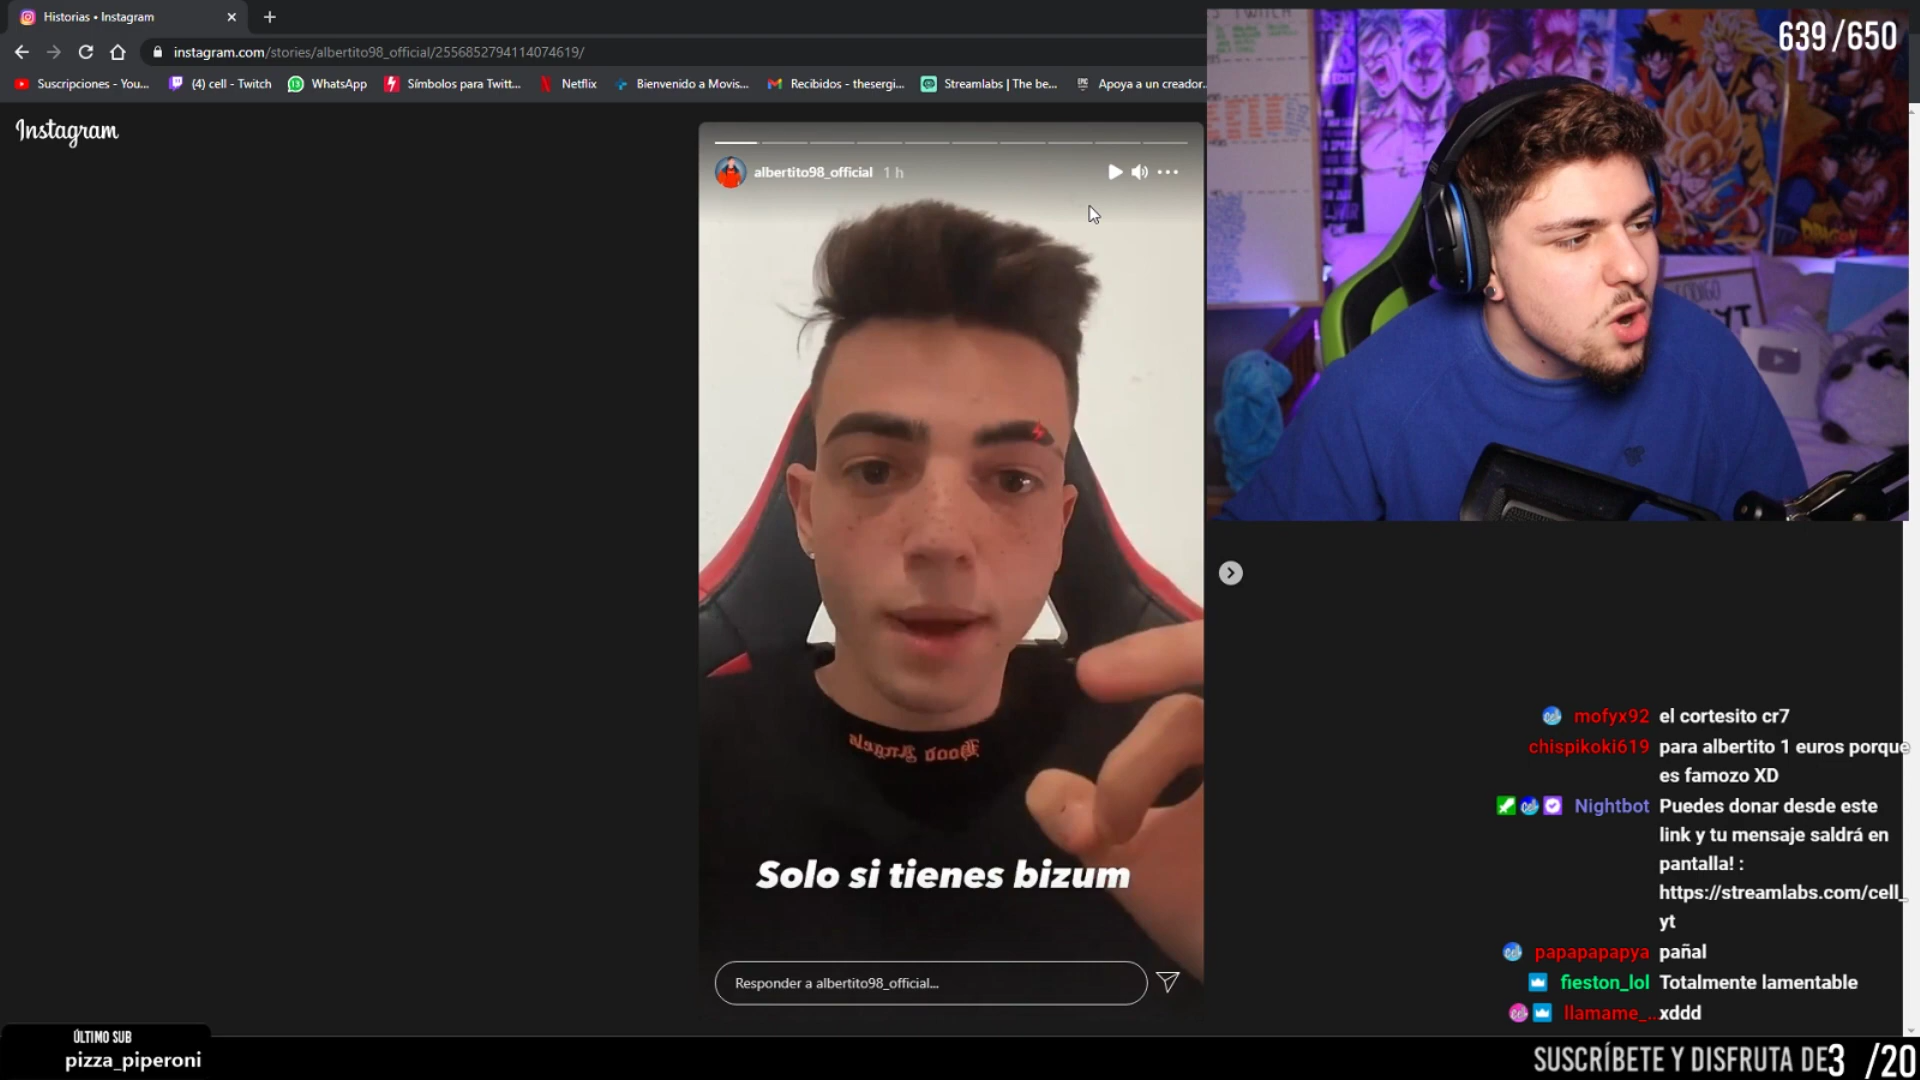 Historias • Instagram
instagram.com/stories/albertito98_official/2556852794114074619/
Suscripciones - You...
(4) cell - Twitch
WhatsApp
Símbolos para Twitt...
Netflix
Bienvenido a Movis...
Recibidos - thesergi...
Streamlabs | The be...
Apoya a un creador...
Instagram
albertito98_official 1 h
639/650
Solo si tienes bizum
Responder a albertito98_official...
mofyx92 el cortesito cr7
chispikoki619 para albertito 1 euros porque
es famozo XD
Nightbot Puedes donar desde este
link y tu mensaje saldrá en
pantalla! :
https://streamlabs.com/cell_
yt
papapapapya pañal
fieston_lol Totalmente lamentable
llamame_...xddd
ÚLTIMO SUB
pizza_piperoni
SUSCRÍBETE Y DISFRUTA DE3 /20